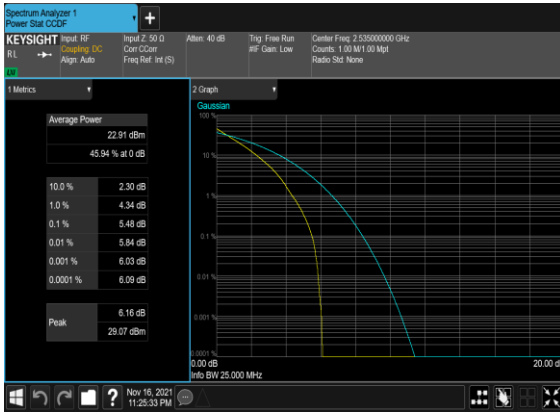 Spectrum Analyzer 1
Power Stat CCDF
KEYSIGHT
RL
Input: RF
Coupling: DC
Align: Auto
Input Z: 50 Ω
Corr CCorr
Freq Ref: Int (S)
Atten: 40 dB
Trig: Free Run
#IF Gain: Low
Center Freq: 2.535000000 GHz
Counts: 1.00 M/1.00 Mpt
Radio Std: None
1 Metrics
Average Power
22.91 dBm
45.94 % at 0 dB
10.0 % 2.30 dB
1.0 % 4.34 dB
0.1 % 5.48 dB
0.01 % 5.84 dB
0.001 % 6.03 dB
0.0001 % 6.09 dB
Peak
6.16 dB
29.07 dBm
2 Graph
Gaussian
100 %
10 %
1 %
0.1 %
0.01 %
0.001 %
0.0001 %
0.00 dB
20.00 d
Info BW 25.000 MHz
?
Nov 16, 2021
11:25:33 PM